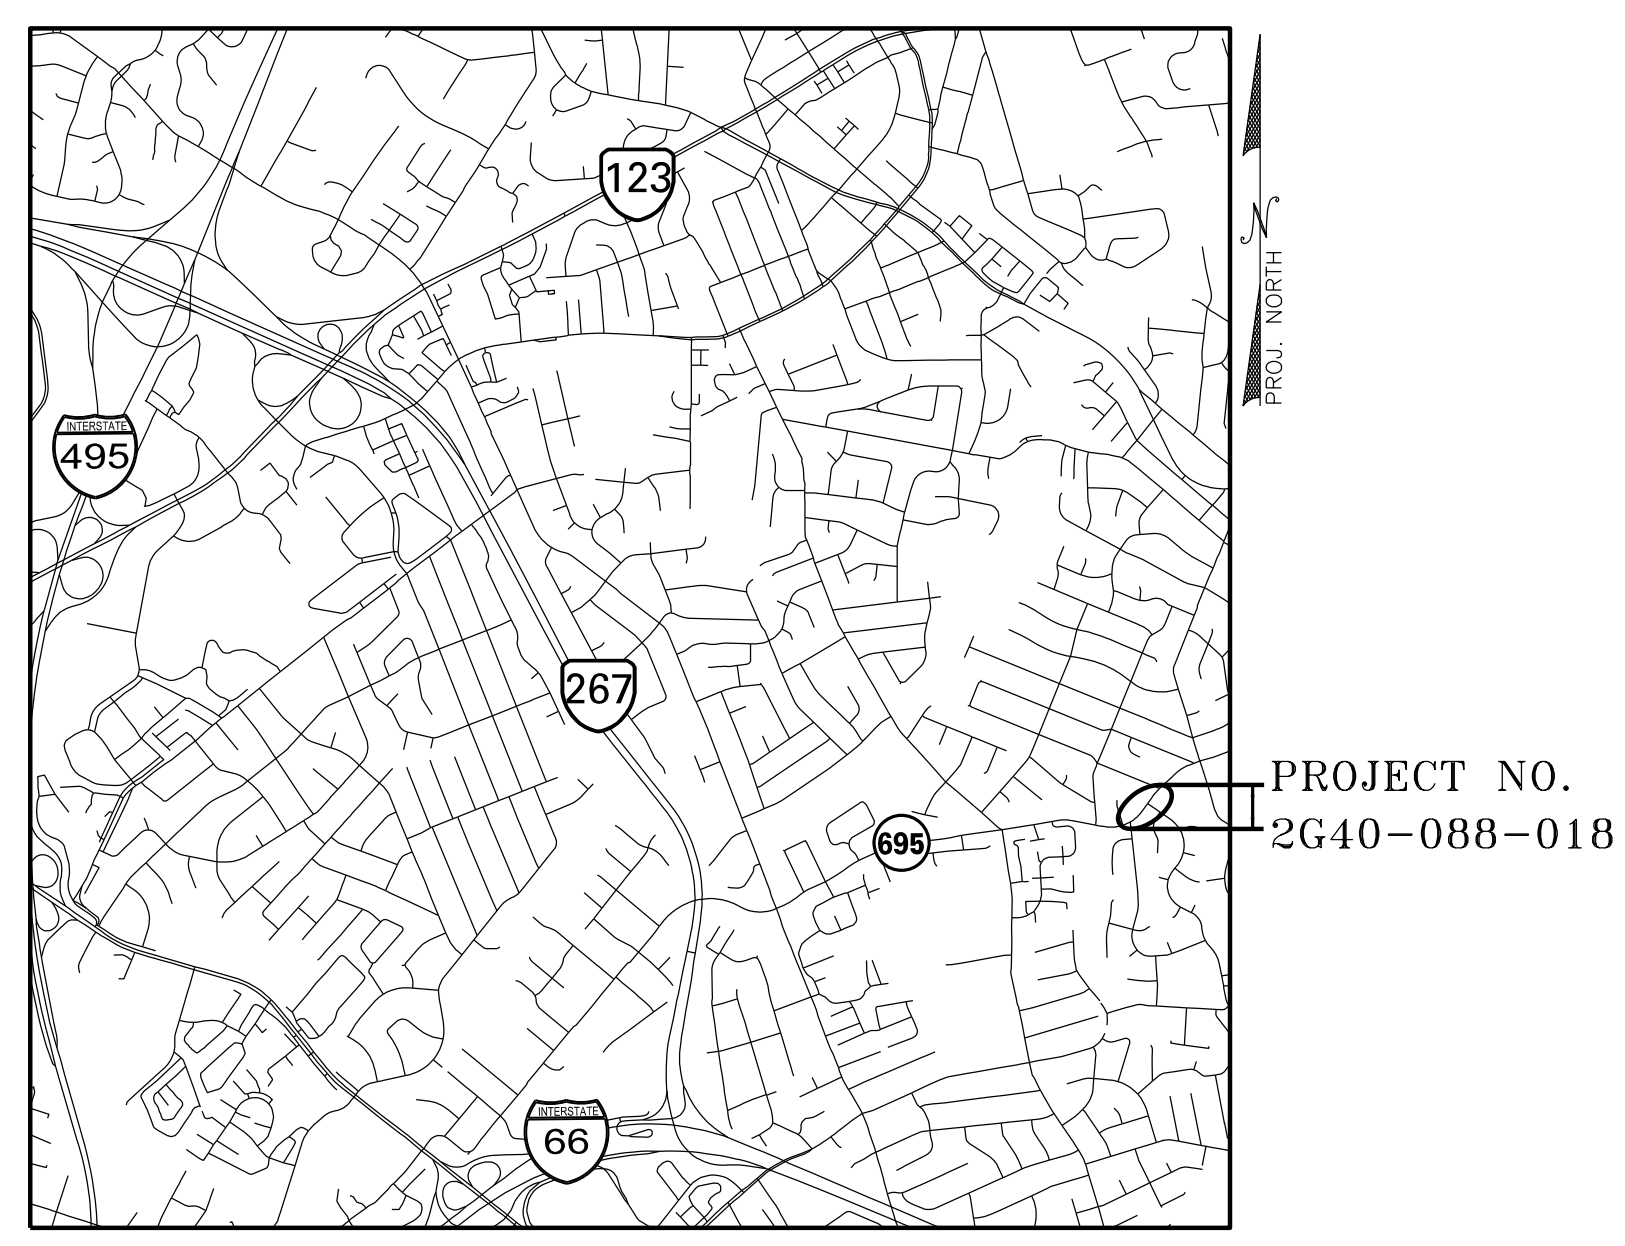 123
N
PROJ. NORTH
INTERSTATE
495
267
PROJECT NO.
2G40-088-018
695
INTERSTATE
66